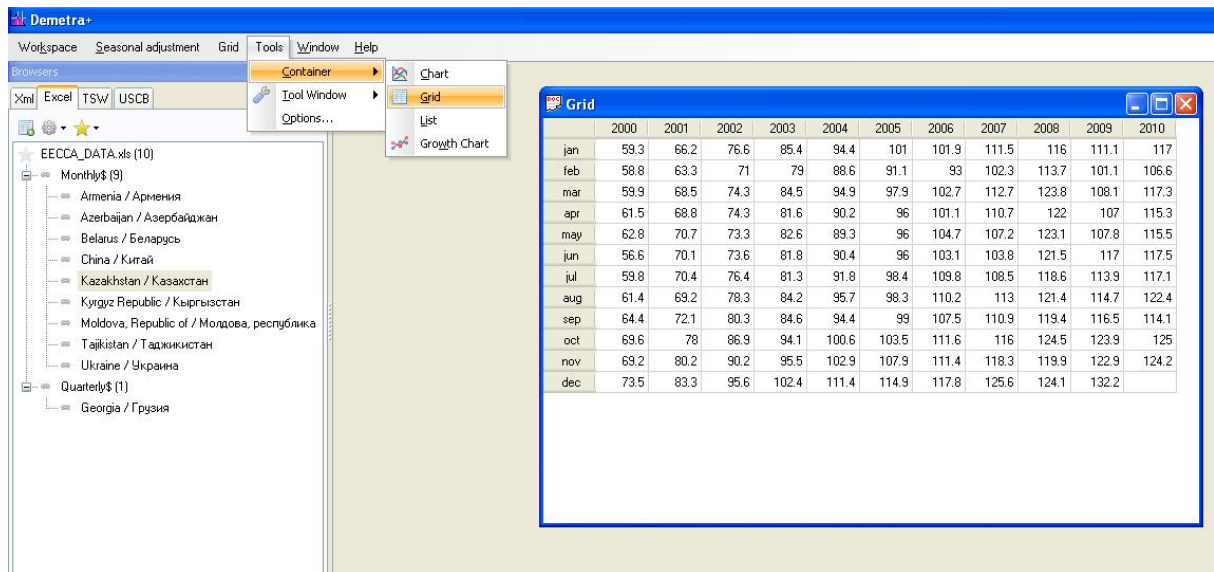 Demetra+
Workspace Seasonal adjustment Grid Tools Window Help
Browsers
Xml Excel TSW USCB
Container
Tool Window
Options...
Chart
Grid
List
Growth Chart
EECCA_DATA.xls (10)
Monthly$ (9)
Armenia / Армения
Azerbaijan / Азербайджан
Belarus / Беларусь
China / Китай
Kazakhstan / Казахстан
Kyrgyz Republic / Кыргызстан
Moldova, Republic of / Молдова, республика
Tajikistan / Таджикистан
Ukraine / Украина
Quarterly$ (1)
Georgia / Грузия
Grid
2000 2001 2002 2003 2004 2005 2006 2007 2008 2009 2010
jan 59.3 66.2 76.6 85.4 94.4 101 101.9 111.5 116 111.1 117
feb 58.8 63.3 71 79 88.6 91.1 93 102.3 113.7 101.1 106.6
mar 59.9 68.5 74.3 84.5 94.9 97.9 102.7 112.7 123.8 108.1 117.3
apr 61.5 68.8 74.3 81.6 90.2 96 101.1 110.7 122 107 115.3
may 62.8 70.7 73.3 82.6 89.3 96 104.7 107.2 123.1 107.8 115.5
jun 56.6 70.1 73.6 81.8 90.4 96 103.1 103.8 121.5 117 117.5
jul 59.8 70.4 76.4 81.3 91.8 98.4 109.8 108.5 118.6 113.9 117.1
aug 61.4 69.2 78.3 84.2 95.7 98.3 110.2 113 121.4 114.7 122.4
sep 64.4 72.1 80.3 84.6 94.4 99 107.5 110.9 119.4 116.5 114.1
oct 69.6 78 86.9 94.1 100.6 103.5 111.6 116 124.5 123.9 125
nov 69.2 80.2 90.2 95.5 102.9 107.9 111.4 118.3 119.9 122.9 124.2
dec 73.5 83.3 95.6 102.4 111.4 114.9 117.8 125.6 124.1 132.2